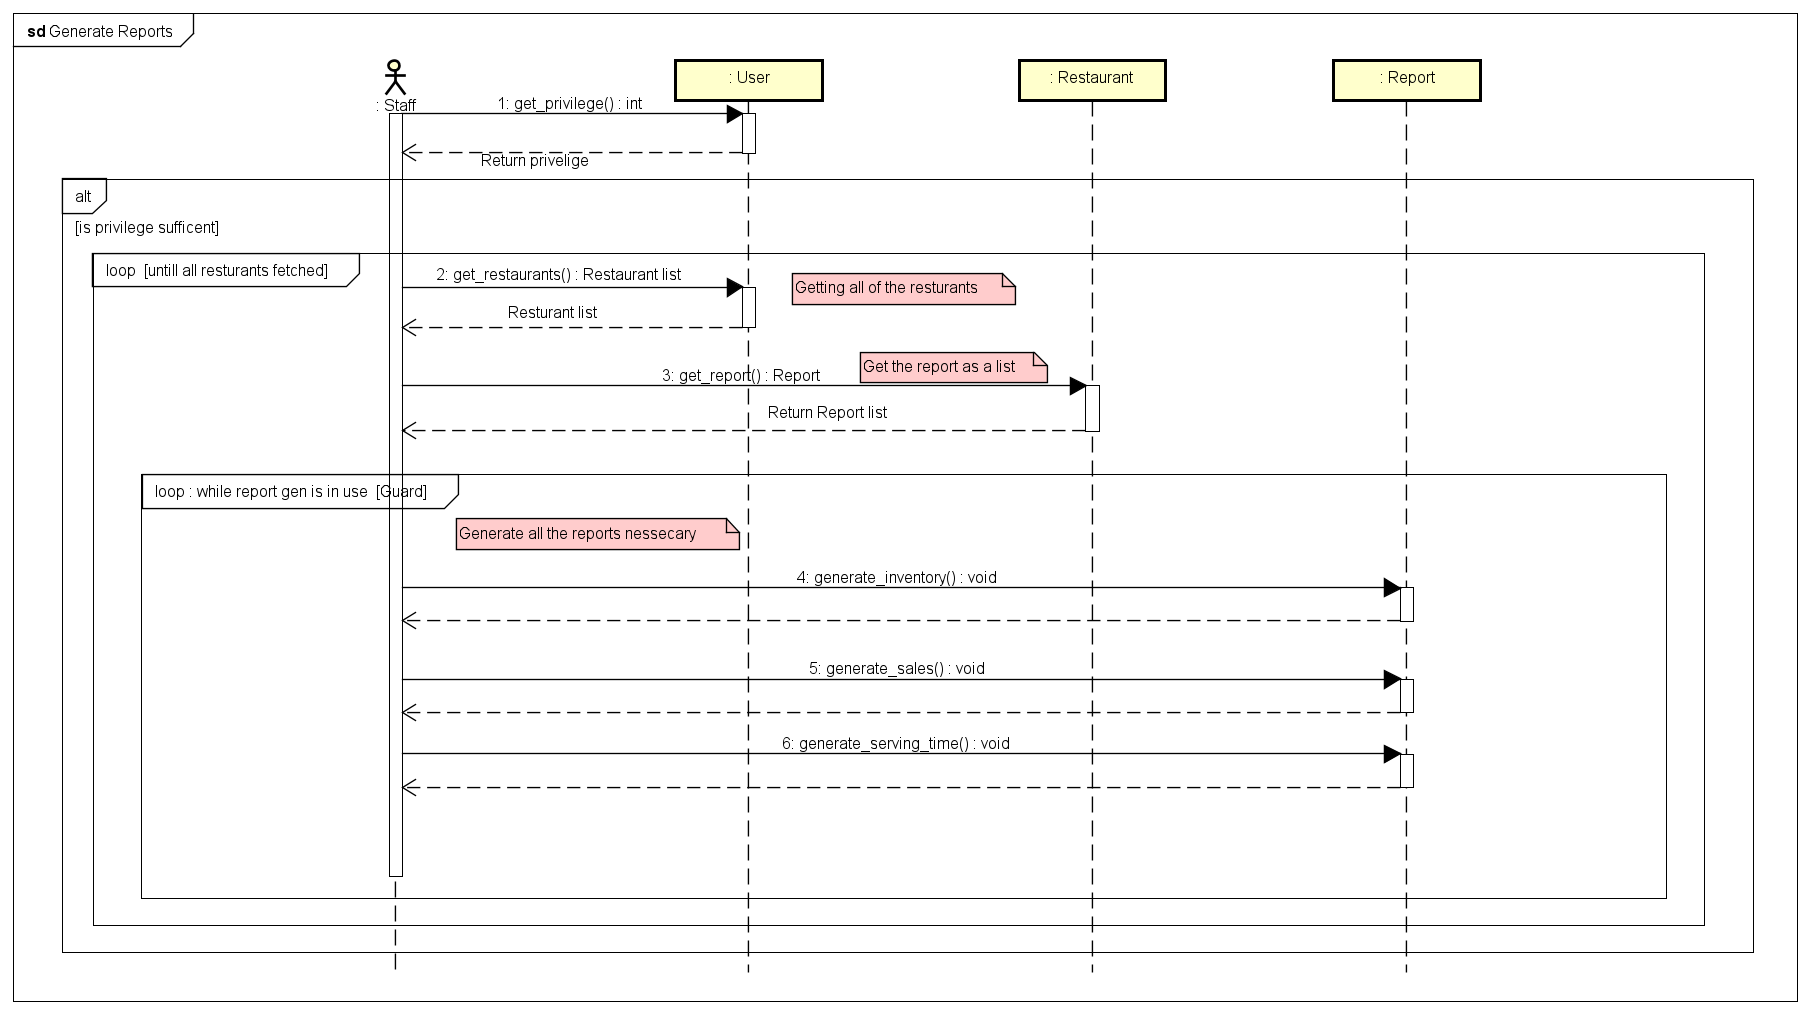 sd Generate Reports
: Staff
: User
: Restaurant
: Report
1: get_privilege() : int
Return privelige
alt
[is privilege sufficent]
loop [untill all resturants fetched]
2: get_restaurants() : Restaurant list
Getting all of the resturants
Resturant list
Get the report as a list
3: get_report() : Report
Return Report list
loop : while report gen is in use [Guard]
Generate all the reports nessecary
4: generate_inventory() : void
5: generate_sales() : void
6: generate_serving_time() : void